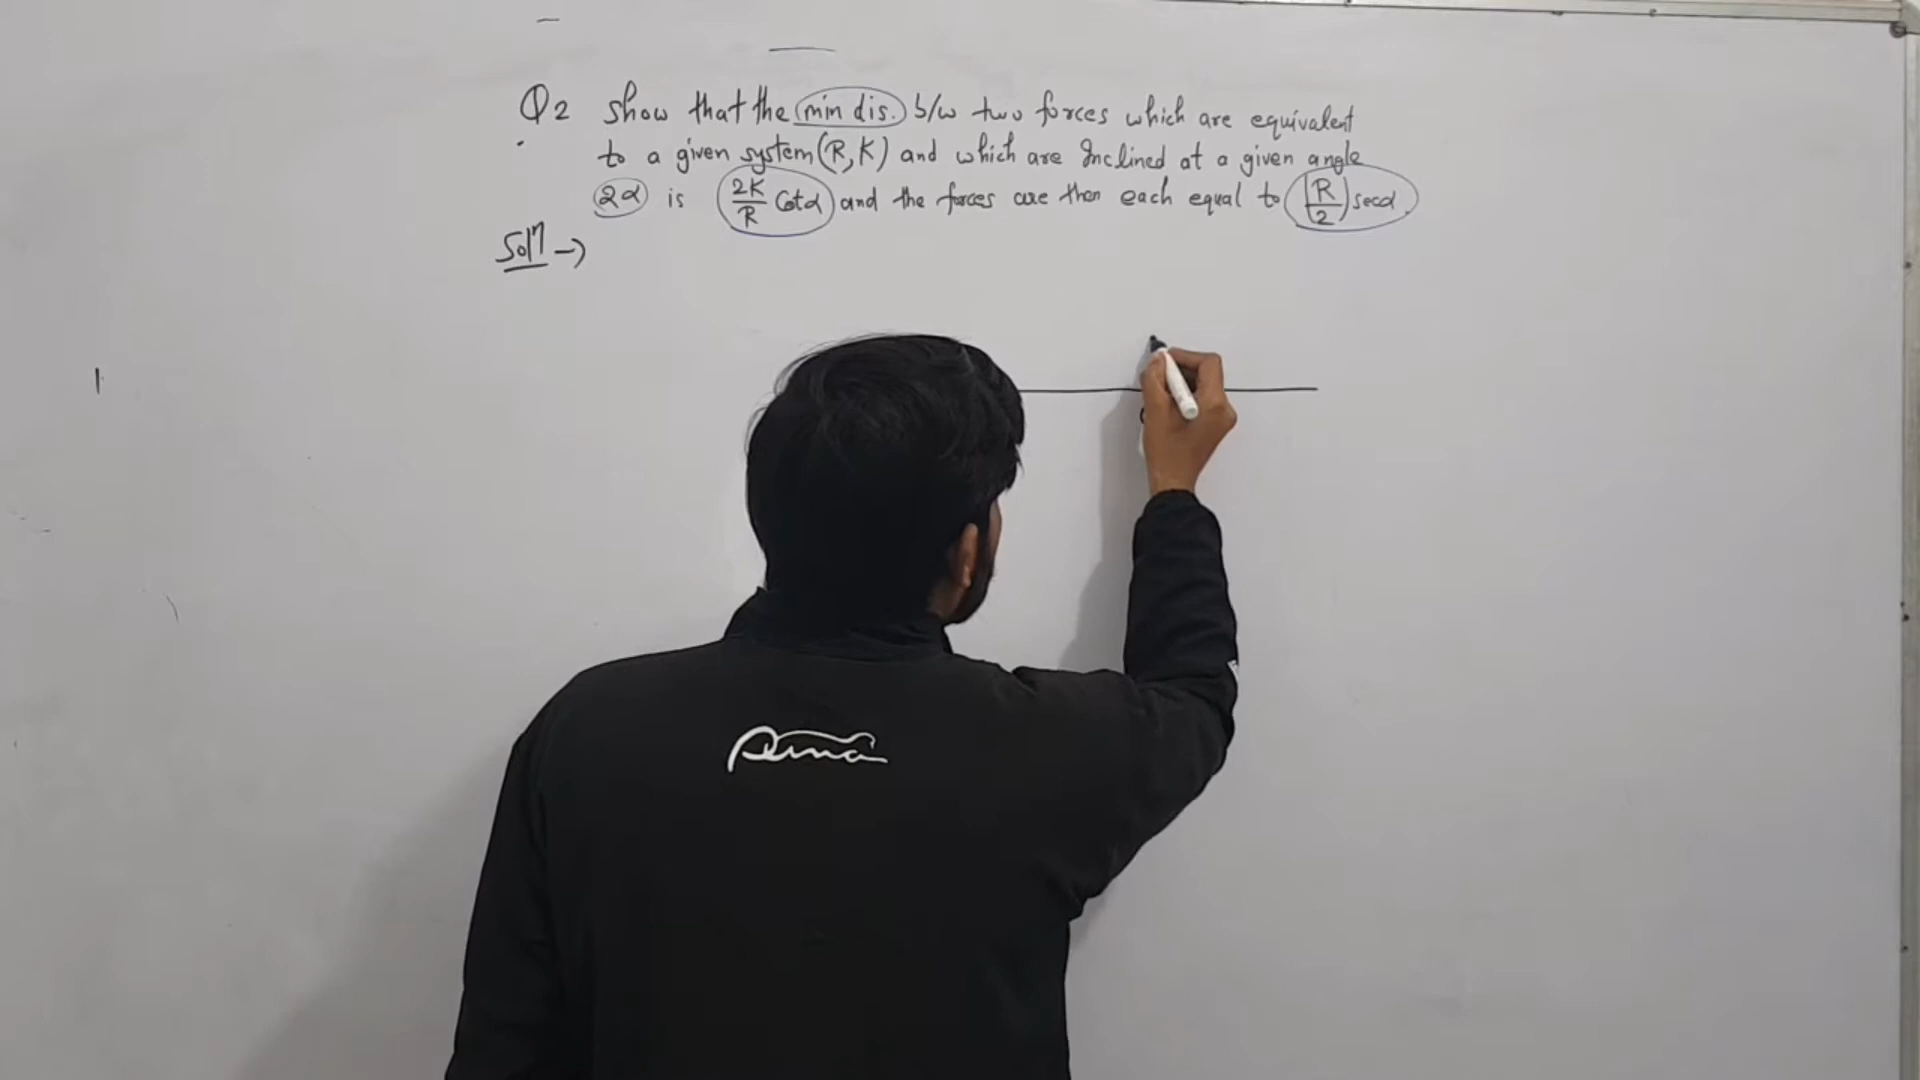 Q2 show that the min dis. b/w two forces which are equivalent
to a given system (R, K) and which are Inclined at a given angle
2α is 2K/R Cotα and the forces are then each equal to (R/2) secα
Solⁿ →